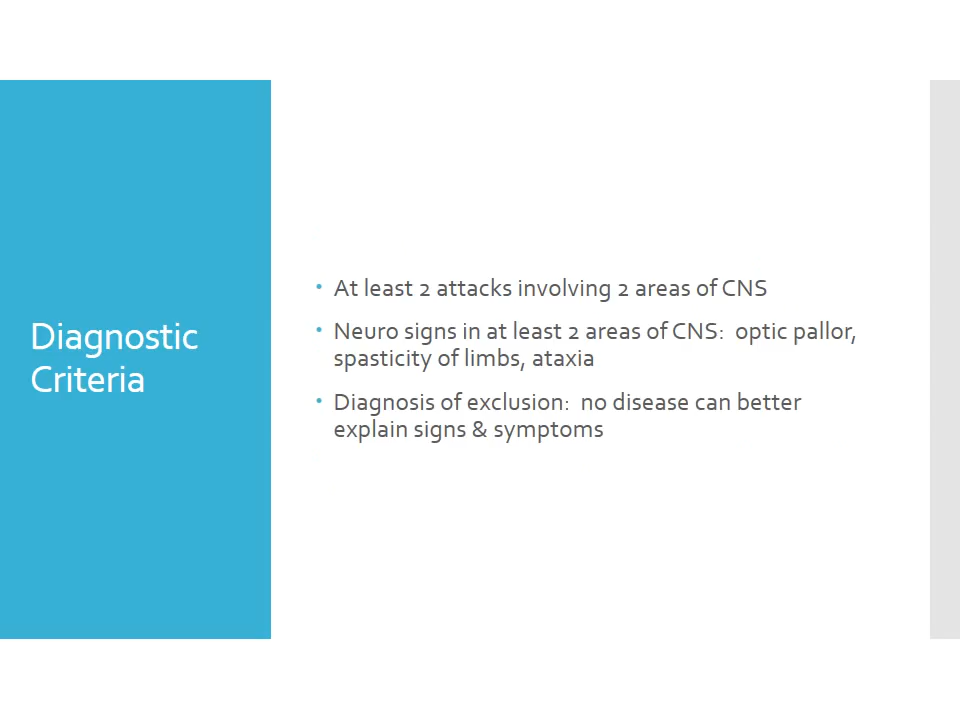 Diagnostic
Criteria
• At least 2 attacks involving 2 areas of CNS
• Neuro signs in at least 2 areas of CNS:  optic pallor,
spasticity of limbs, ataxia
• Diagnosis of exclusion:  no disease can better
explain signs & symptoms